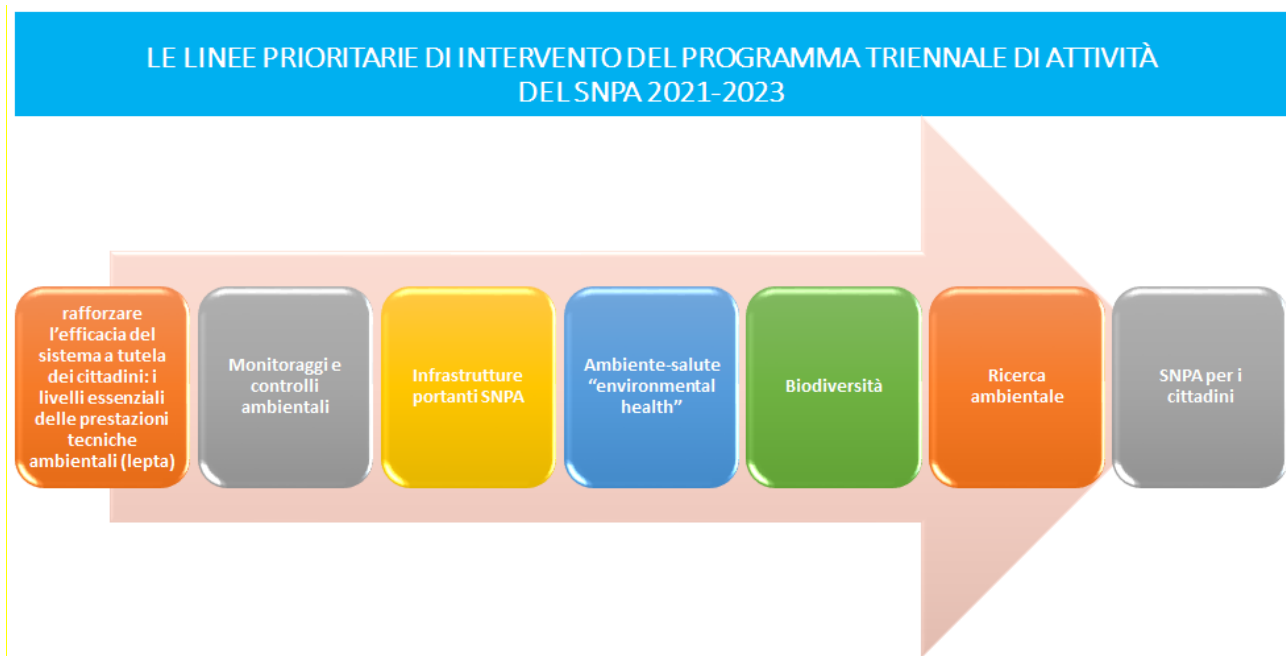 LE LINEE PRIORITARIE DI INTERVENTO DEL PROGRAMMA TRIENNALE DI ATTIVITÀ
DEL SNPA 2021-2023
rafforzare
l'efficacia del
sistema a tutela
dei cittadini: i
livelli essenziali
delle prestazioni
tecniche
ambientali (lepta)
Monitoraggi e
controlli
ambientali
Infrastrutture
portanti SNPA
Ambiente-salute
“environmental
health”
Biodiversità
Ricerca
ambientale
SNPA per i
cittadini